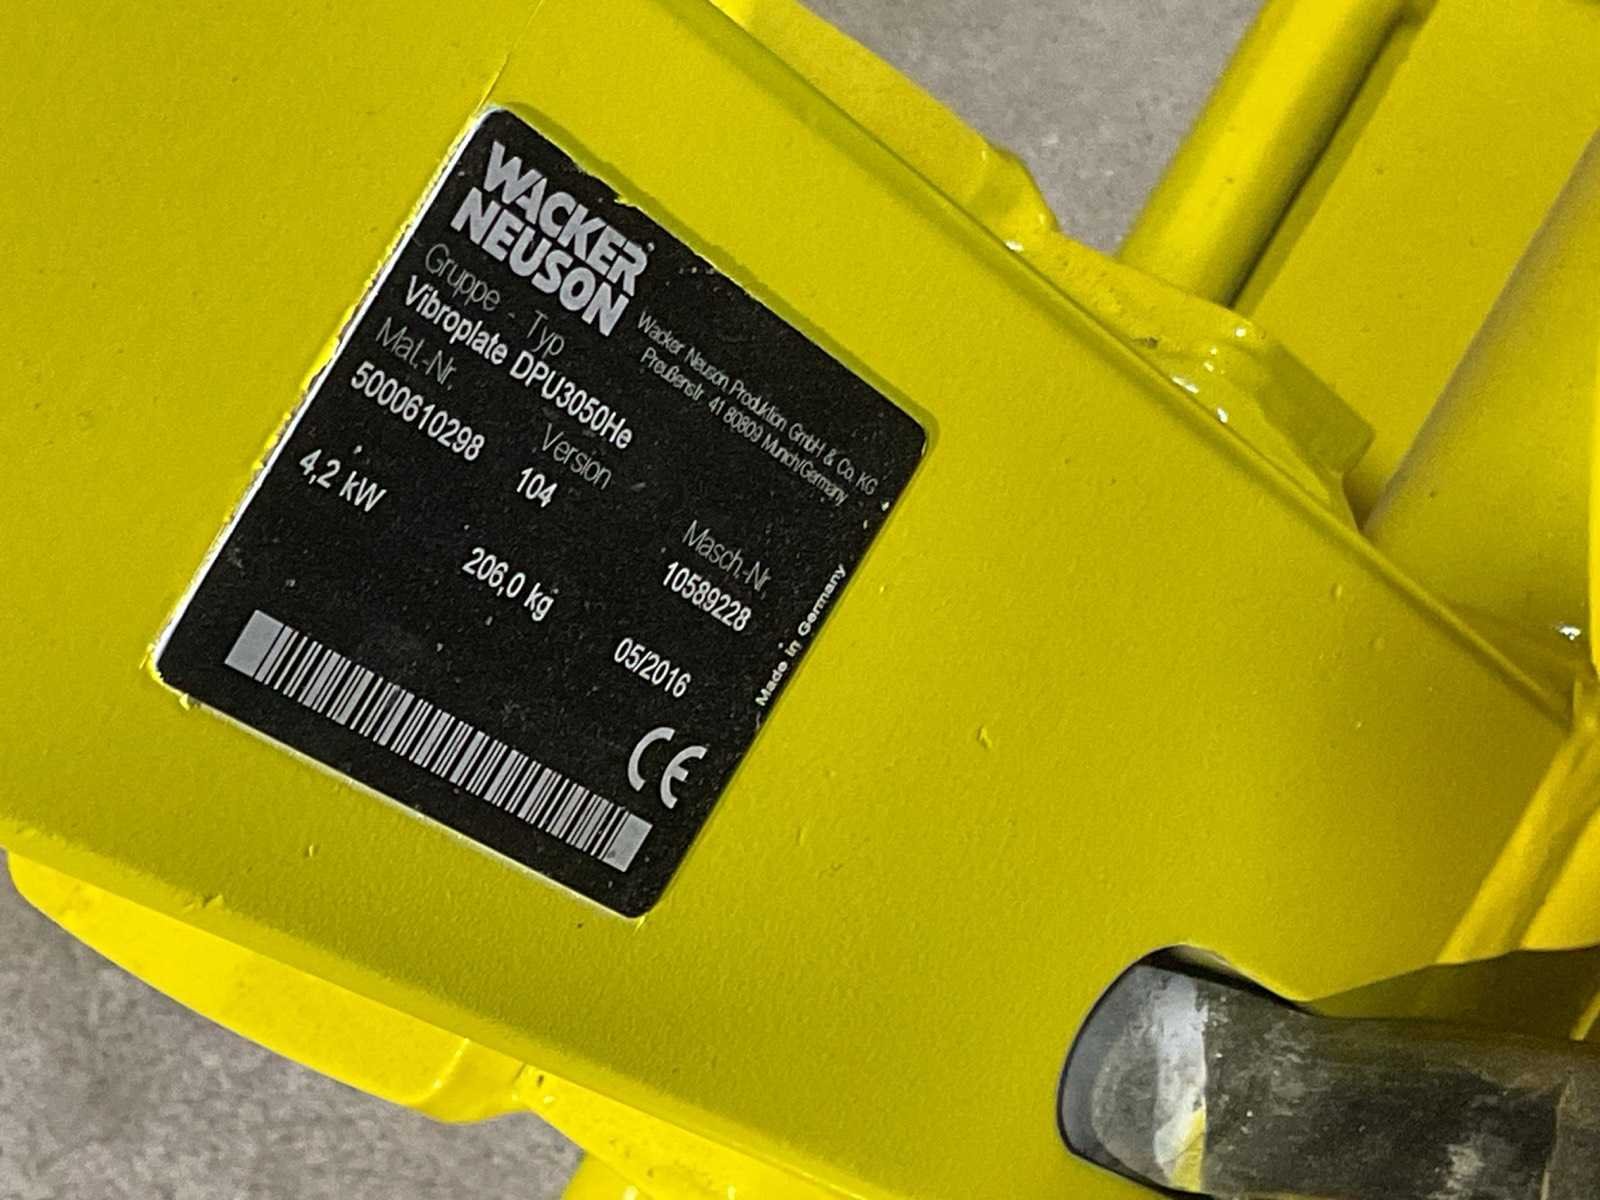 WACKER
NEUSON
Wacker Neuson Produktion GmbH & Co. KG
Preußenstr. 41 80809 Munich/Germany
Gruppe - Typ
Vibroplate DPU3050He
Mat.-Nr. Version Masch.-Nr.
5000610298 104 10589228
4,2 kW 206,0 kg 05/2016
Made in Germany
CE